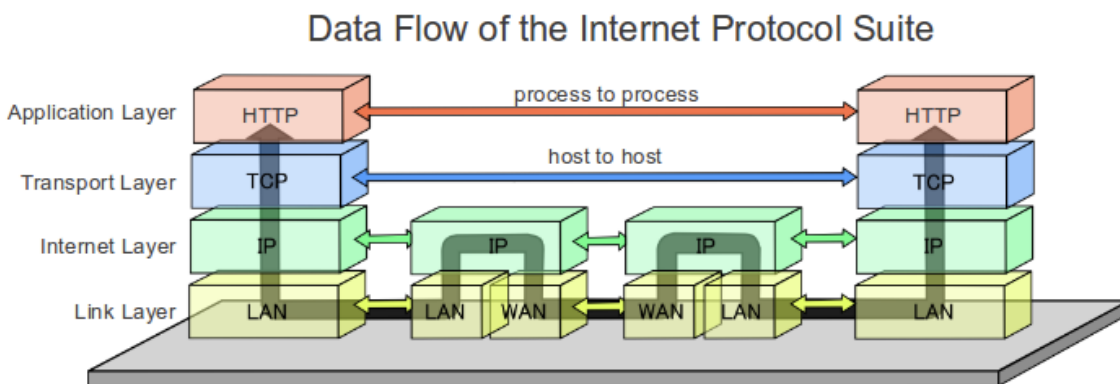 Data Flow of the Internet Protocol Suite
Application Layer
HTTP
process to process
HTTP
Transport Layer
TCP
host to host
TCP
Internet Layer
IP
IP
IP
IP
Link Layer
LAN
LAN
WAN
WAN
LAN
LAN